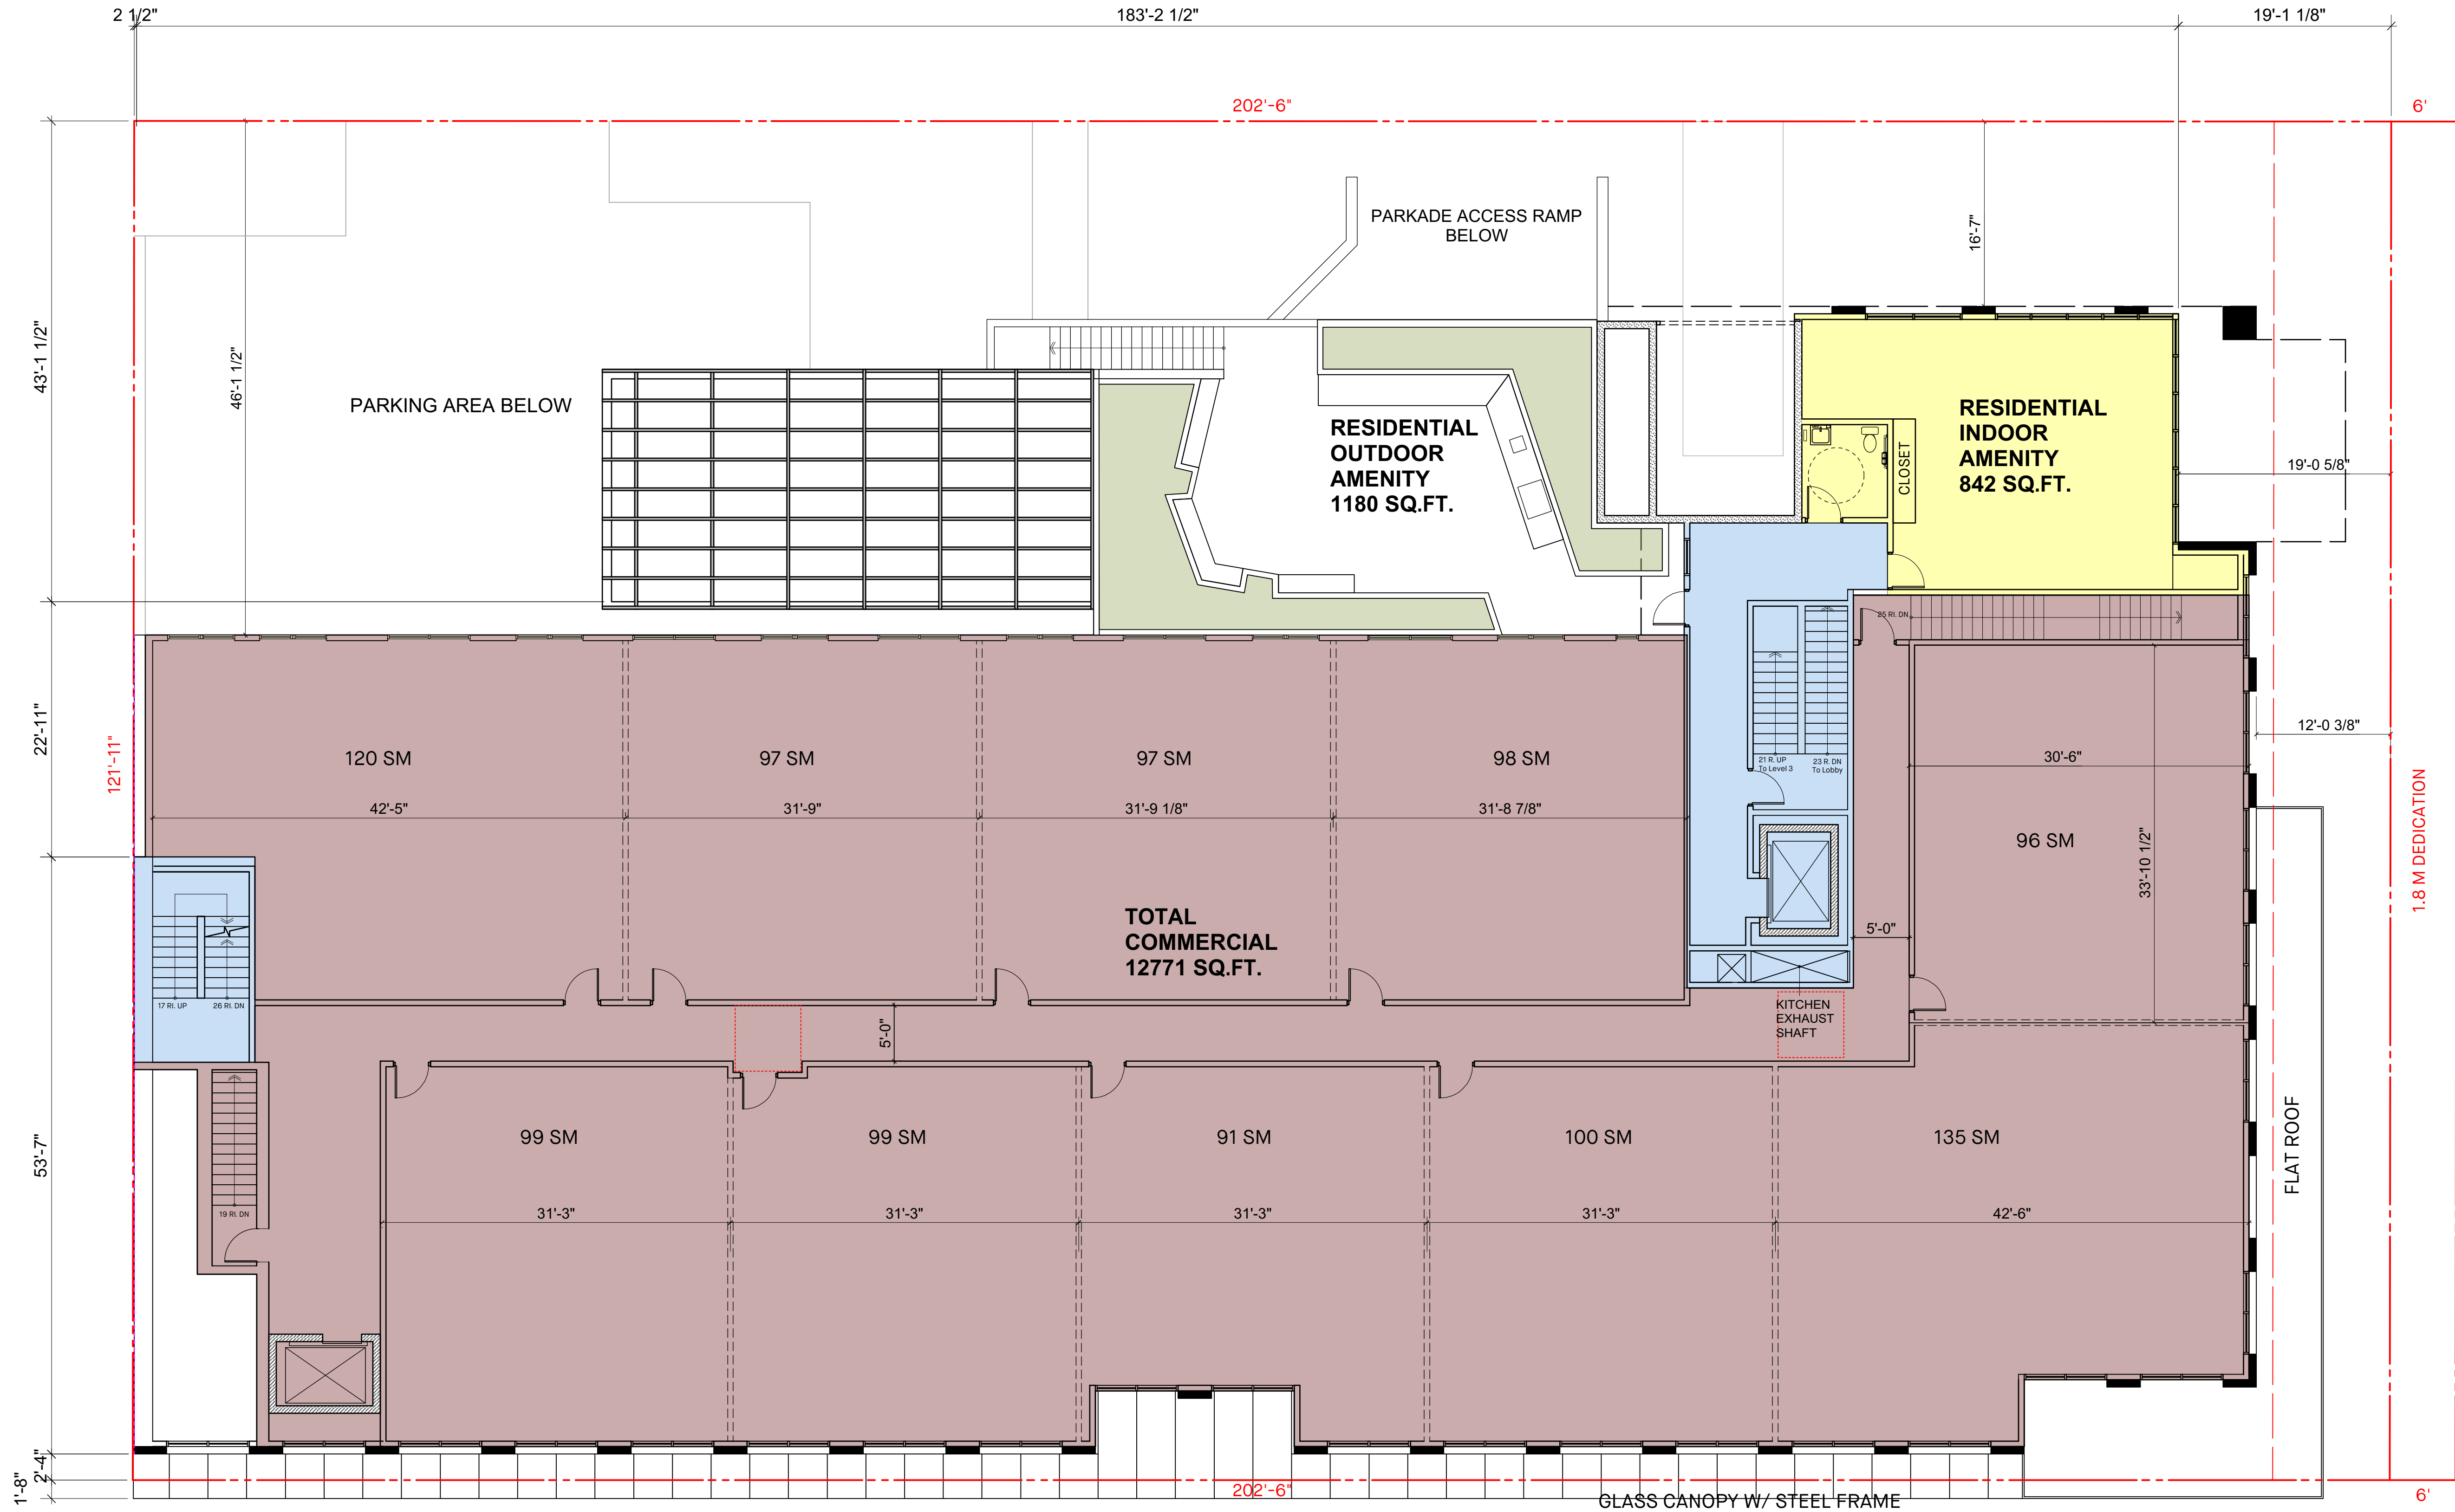 2 1/2"
183'-2 1/2"
19'-1 1/8"
202'-6"
6'
PARKADE ACCESS RAMP
BELOW
16'-7"
43'-1 1/2"
46'-1 1/2"
PARKING AREA BELOW
RESIDENTIAL
OUTDOOR
AMENITY
1180 SQ.FT.
CLOSET
RESIDENTIAL
INDOOR
AMENITY
842 SQ.FT.
19'-0 5/8"
25 RI. DN
22'-11"
121'-11"
120 SM
97 SM
97 SM
98 SM
21 R. UP
To Level 3
23 R. DN
To Lobby
30'-6"
12'-0 3/8"
42'-5"
31'-9"
31'-9 1/8"
31'-8 7/8"
96 SM
33'-10 1/2"
1.8 M DEDICATION
TOTAL
COMMERCIAL
12771 SQ.FT.
5'-0"
17 RI. UP
26 RI. DN
5'-0"
KITCHEN
EXHAUST
SHAFT
53'-7"
99 SM
99 SM
91 SM
100 SM
135 SM
FLAT ROOF
19 RI. DN
31'-3"
31'-3"
31'-3"
31'-3"
42'-6"
2'-4"
1'-8"
202'-6"
GLASS CANOPY W/ STEEL FRAME
6'